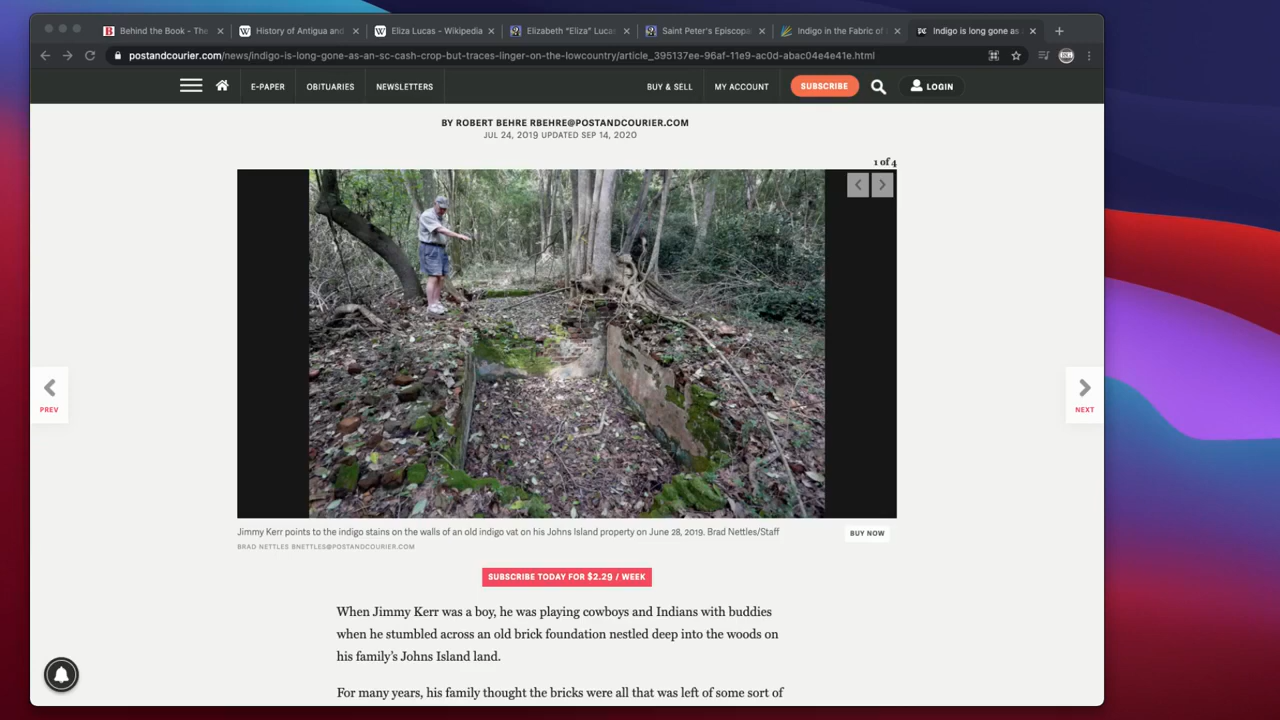 Behind the Book - The
History of Antigua and
Eliza Lucas - Wikipedia
Elizabeth "Eliza" Lucas
Saint Peter's Episcopal
Indigo in the Fabric of
Indigo is long gone as
postandcourier.com/news/indigo-is-long-gone-as-an-sc-cash-crop-but-traces-linger-on-the-lowcountry/article_395137ee-96af-11e9-ac0d-abac04e4e41e.html
E-PAPER
OBITUARIES
NEWSLETTERS
BUY & SELL
MY ACCOUNT
SUBSCRIBE
LOGIN
BY ROBERT BEHRE RBEHRE@POSTANDCOURIER.COM
JUL 24, 2019 UPDATED SEP 14, 2020
1 of 4
PREV
NEXT
Jimmy Kerr points to the indigo stains on the walls of an old indigo vat on his Johns Island property on June 28, 2019. Brad Nettles/Staff
BUY NOW
BRAD NETTLES BNETTLES@POSTANDCOURIER.COM
SUBSCRIBE TODAY FOR $2.29 / WEEK
When Jimmy Kerr was a boy, he was playing cowboys and Indians with buddies
when he stumbled across an old brick foundation nestled deep into the woods on
his family's Johns Island land.
For many years, his family thought the bricks were all that was left of some sort of